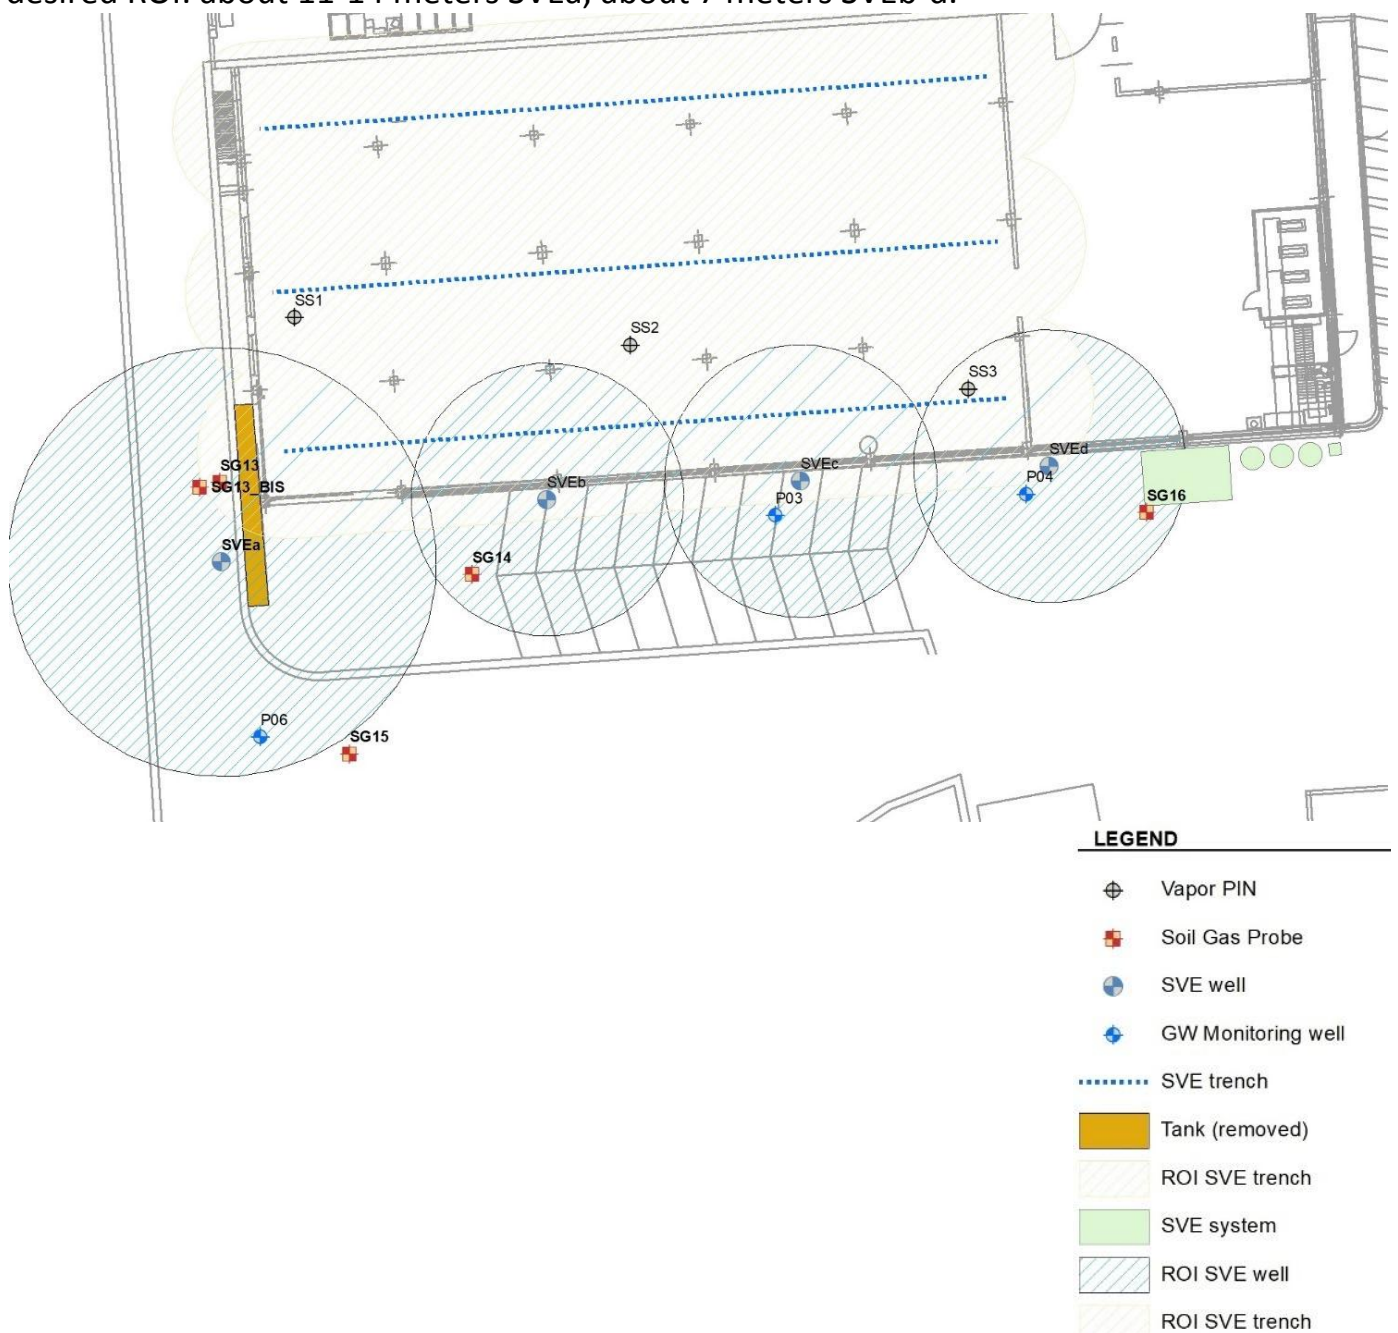 desired ROI: about 11-14 meters SVEa, about 7 meters SVEb-d.
SS1
SS2
SS3
SG13
SG13_BIS
SVEa
SVEb
SVEc
SVEd
P03
P04
SG16
SG14
P06
SG15
LEGEND
Vapor PIN
Soil Gas Probe
SVE well
GW Monitoring well
SVE trench
Tank (removed)
ROI SVE trench
SVE system
ROI SVE well
ROI SVE trench